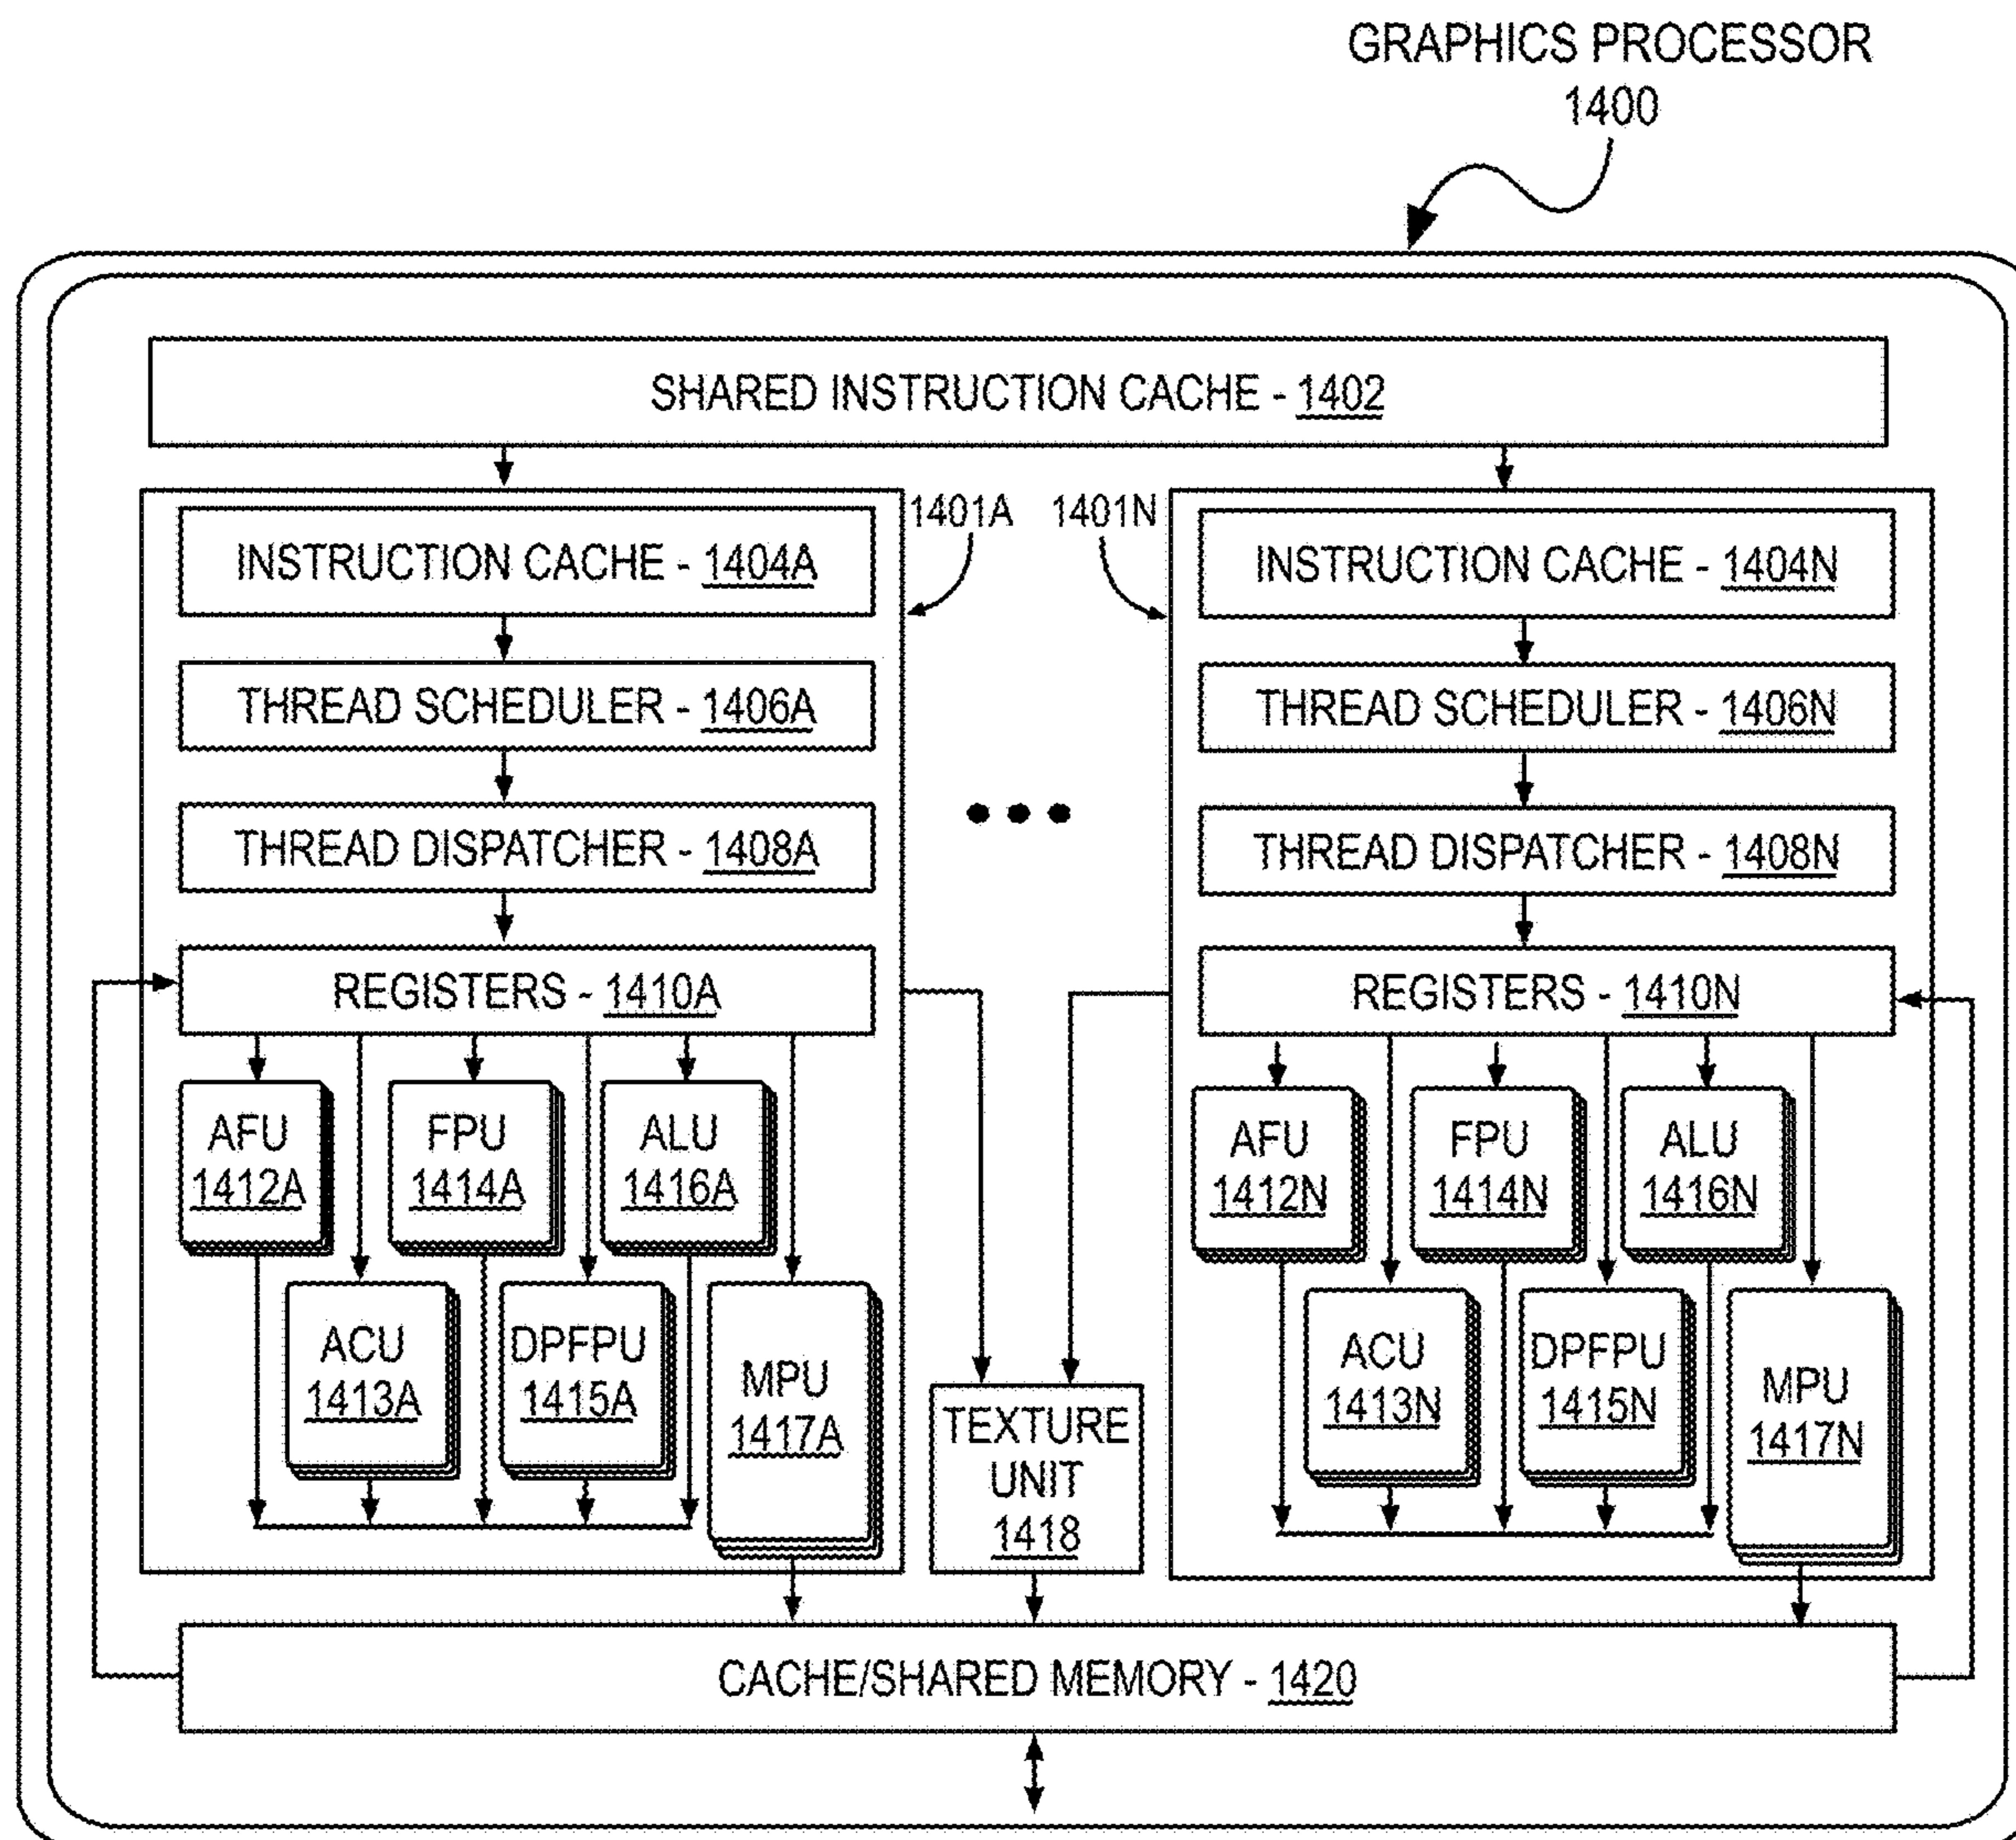 GRAPHICS PROCESSOR
1400
SHARED INSTRUCTION CACHE - 1402
1401A
1401N
INSTRUCTION CACHE - 1404A
THREAD SCHEDULER - 1406A
THREAD DISPATCHER - 1408A
REGISTERS - 1410A
AFU
1412A
FPU
1414A
ALU
1416A
ACU
1413A
DPFPU
1415A
MPU
1417A
TEXTURE
UNIT
1418
INSTRUCTION CACHE - 1404N
THREAD SCHEDULER - 1406N
THREAD DISPATCHER - 1408N
REGISTERS - 1410N
AFU
1412N
FPU
1414N
ALU
1416N
ACU
1413N
DPFPU
1415N
MPU
1417N
CACHE/SHARED MEMORY - 1420